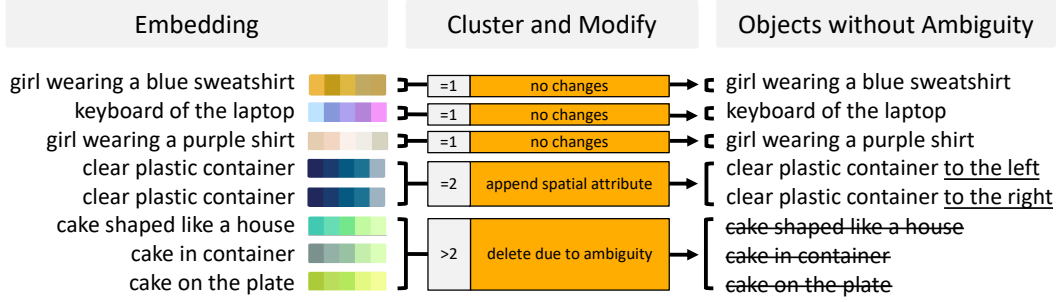 Embedding Cluster and Modify Objects without Ambiguity
girl wearing a blue sweatshirt =1 no changes girl wearing a blue sweatshirt
keyboard of the laptop =1 no changes keyboard of the laptop
girl wearing a purple shirt =1 no changes girl wearing a purple shirt
clear plastic container clear plastic container to the left
=2 append spatial attribute
clear plastic container clear plastic container to the right
cake shaped like a house cake shaped like a house
cake in container >2 delete due to ambiguity cake in container
cake on the plate cake on the plate